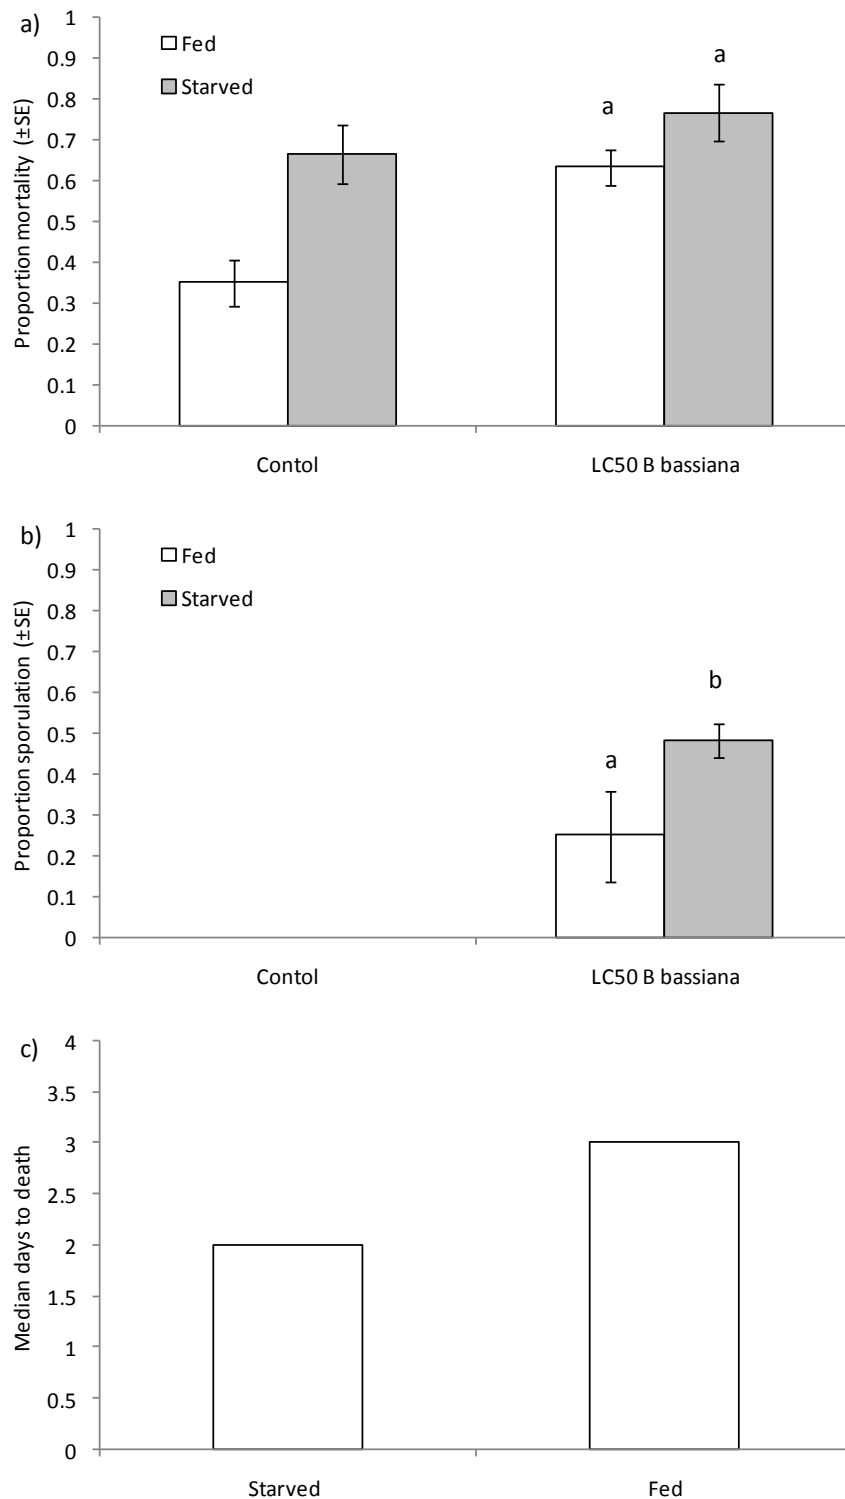 a)
Proportion mortality (±SE)
1
0.9
0.8
0.7
0.6
0.5
0.4
0.3
0.2
0.1
0
Fed
Starved
a
a
Contol
LC50 B bassiana
b)
Proportion sporulation (±SE)
1
0.9
0.8
0.7
0.6
0.5
0.4
0.3
0.2
0.1
0
Fed
Starved
a
b
Contol
LC50 B bassiana
c)
Median days to death
4
3.5
3
2.5
2
1.5
1
0.5
0
Starved
Fed